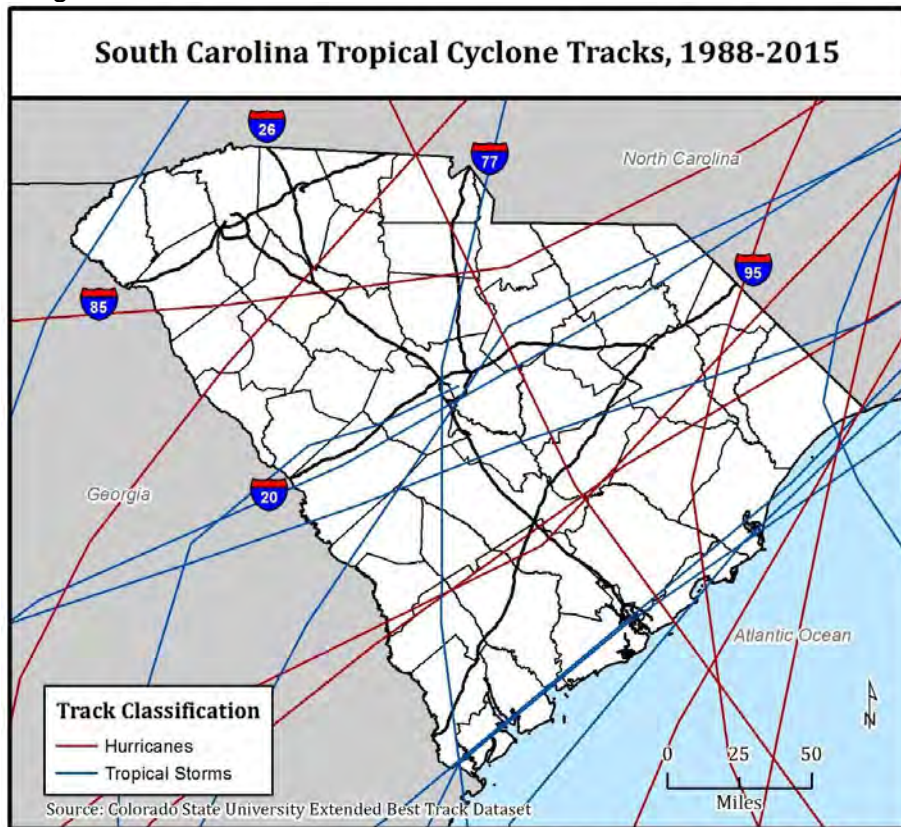 South Carolina Tropical Cyclone Tracks, 1988-2015
26
77
North Carolina
95
85
20
Georgia
Atlantic Ocean
Track Classification
Hurricanes
Tropical Storms
N
0 25 50
Miles
Source: Colorado State University Extended Best Track Dataset